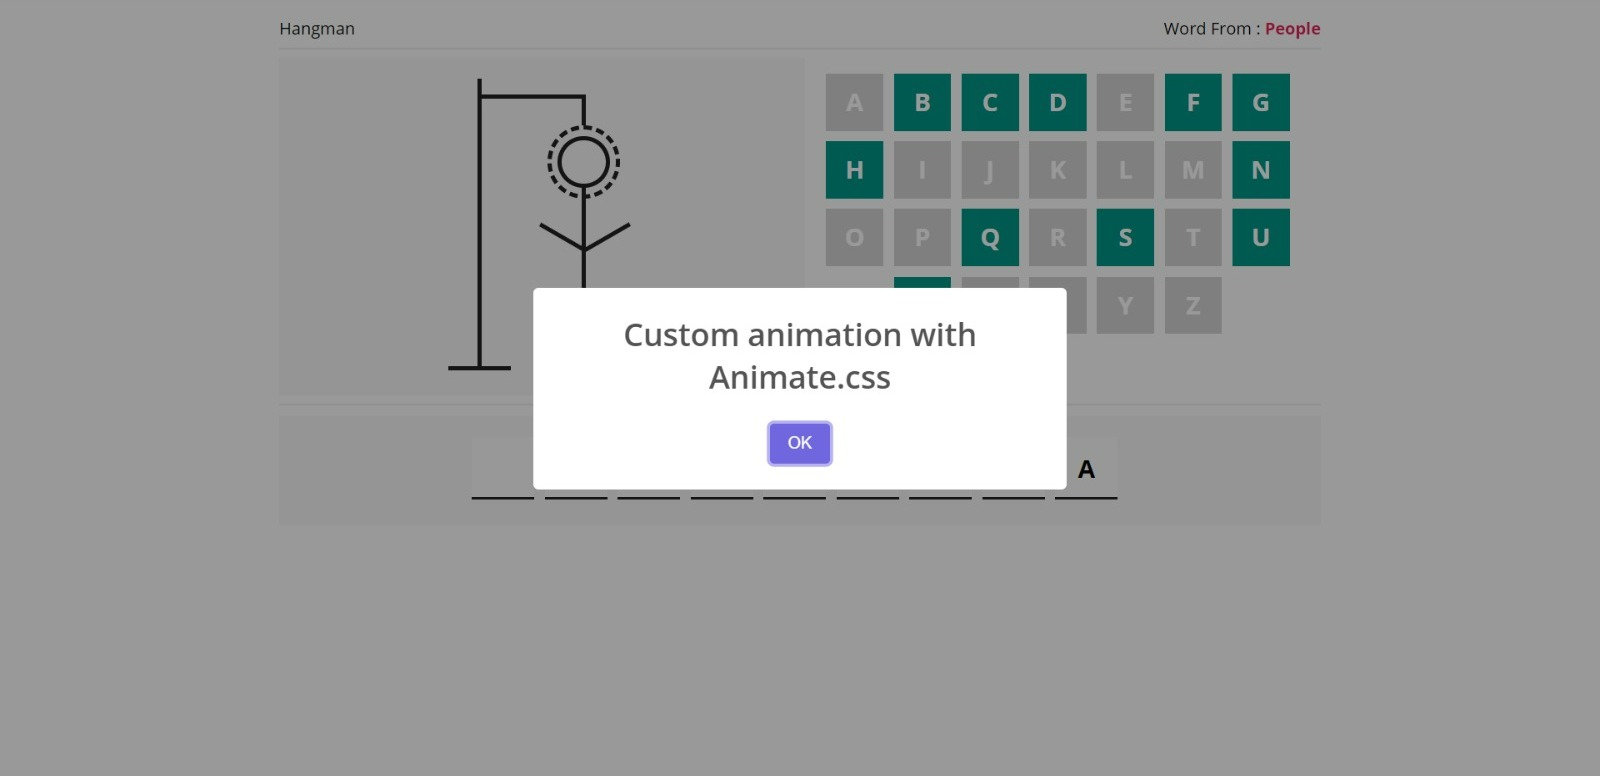 Hangman
Word From : People
A B C D E F G
H I J K L M N
O P Q R S T U
Y Z
Custom animation with
Animate.css
OK
A